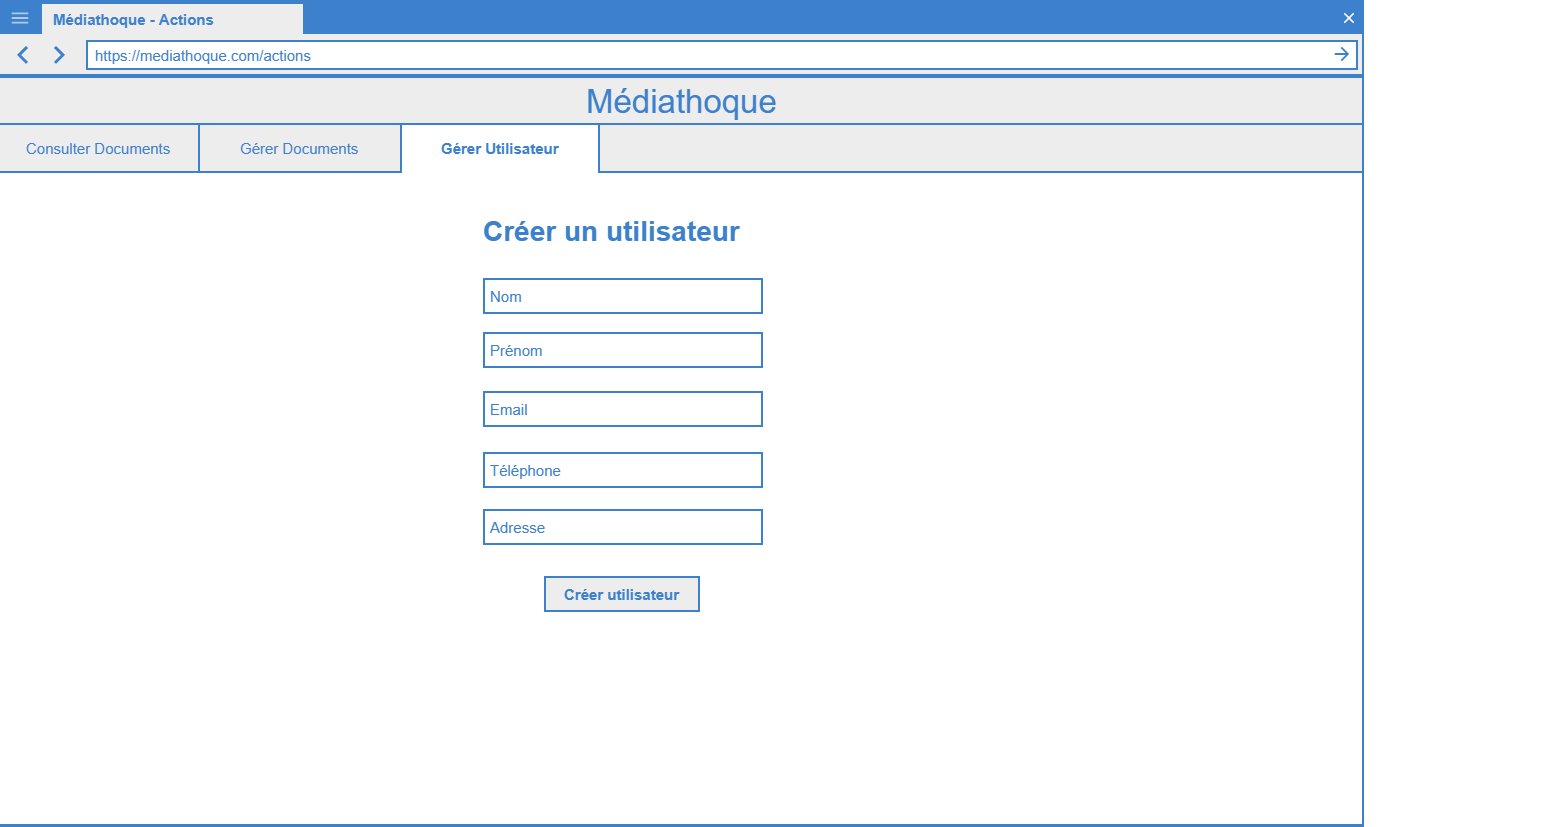 Médiathoque - Actions
https://mediathoque.com/actions
Médiathoque
Consulter Documents
Gérer Documents
Gérer Utilisateur
Créer un utilisateur
Nom
Prénom
Email
Téléphone
Adresse
Créer utilisateur